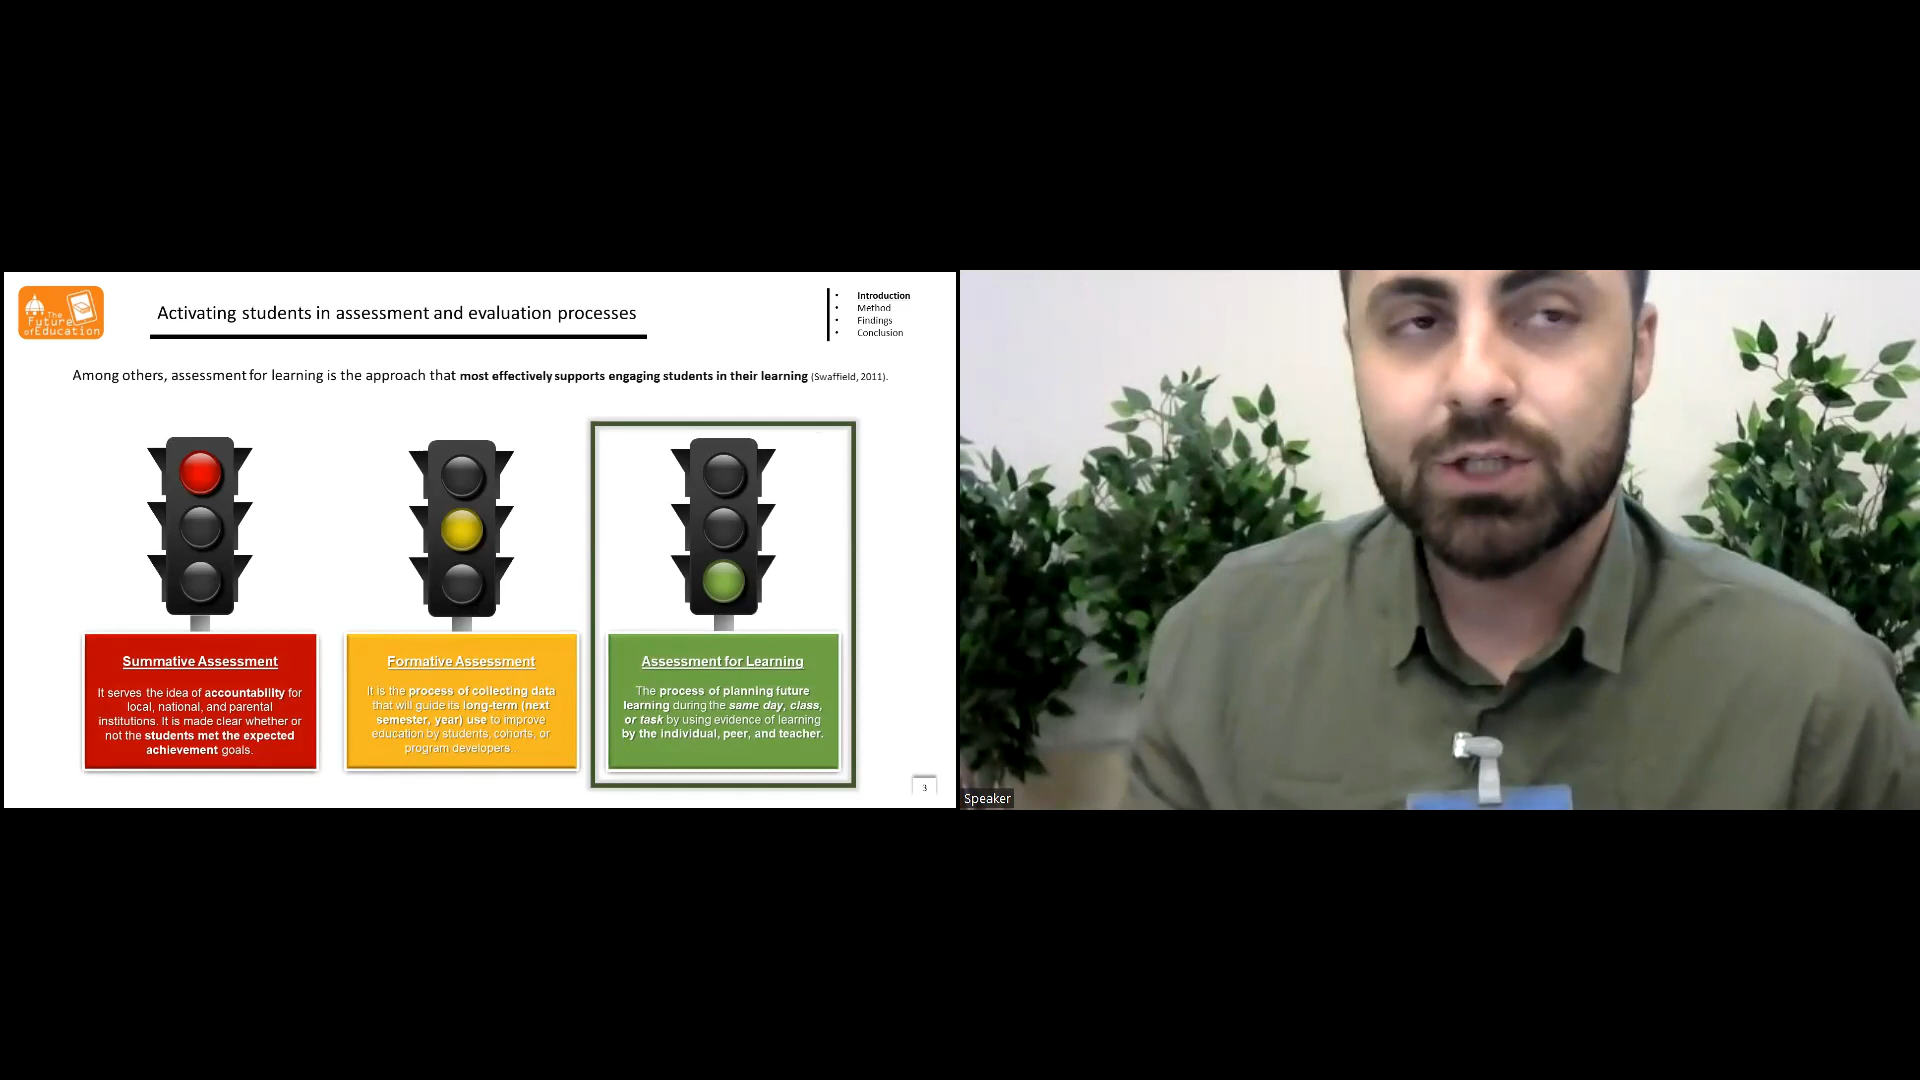 The
Future
of Education
Activating students in assessment and evaluation processes
• Introduction
• Method
• Findings
• Conclusion
Among others, assessment for learning is the approach that most effectively supports engaging students in their learning (Swaffield, 2011).
Summative Assessment
It serves the idea of accountability for
local, national, and parental
institutions. It is made clear whether or
not the students met the expected
achievement goals.
Formative Assessment
It is the process of collecting data
that will guide its long-term (next
semester, year) use to improve
education by students, cohorts, or
program developers.
Assessment for Learning
The process of planning future
learning during the same day, class,
or task by using evidence of learning
by the individual, peer, and teacher.
3
Speaker